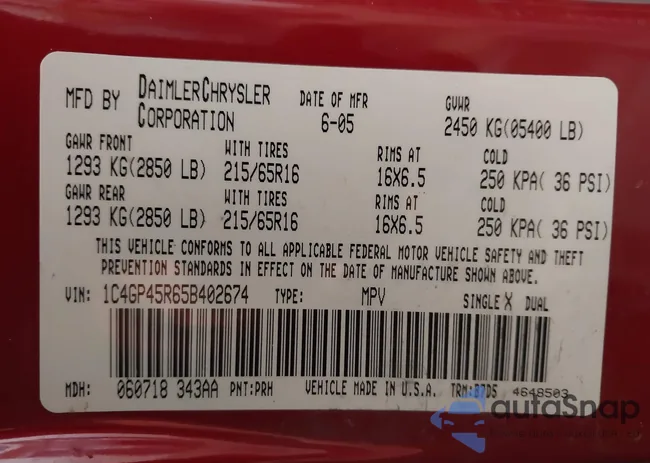 MFD BY DAIMLERCHRYSLER CORPORATION DATE OF MFR 6-05 GVWR 2450 KG(05400 LB)
GAWR FRONT WITH TIRES RIMS AT COLD
1293 KG(2850 LB) 215/65R16 16X6.5 250 KPA( 36 PSI)
GAWR REAR WITH TIRES RIMS AT COLD
1293 KG(2850 LB) 215/65R16 16X6.5 250 KPA( 36 PSI)
THIS VEHICLE CONFORMS TO ALL APPLICABLE FEDERAL MOTOR VEHICLE SAFETY AND THEFT
PREVENTION STANDARDS IN EFFECT ON THE DATE OF MANUFACTURE SHOWN ABOVE.
VIN: 1C4GP45R65B402674 TYPE: MPV SINGLE X DUAL
MDH: 060718 343AA PNT:PRH VEHICLE MADE IN U.S.A. TRM:B7D5 4648503
autoSnap